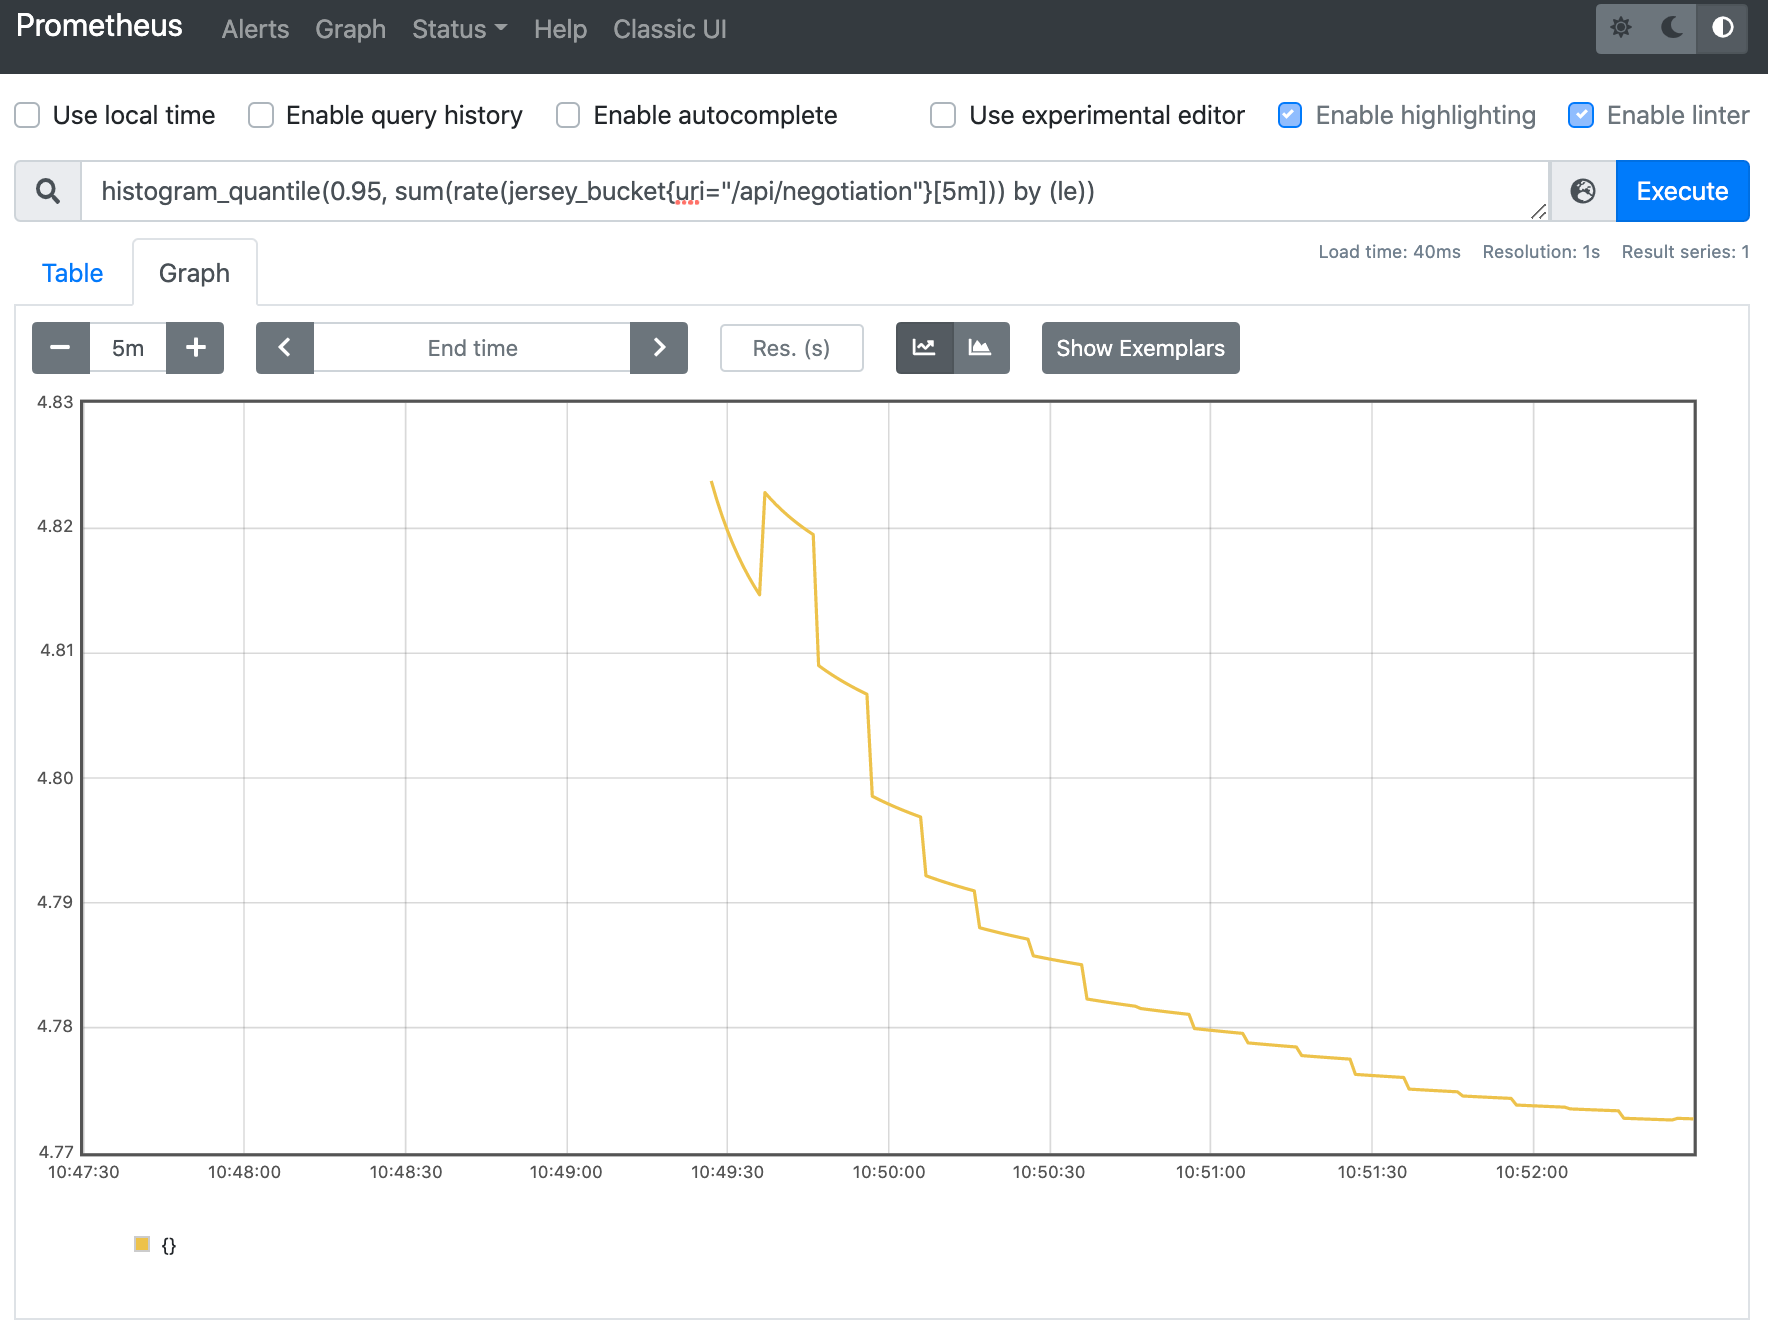 Prometheus Alerts Graph Status Help Classic UI
Use local time Enable query history Enable autocomplete Use experimental editor Enable highlighting Enable linter
histogram_quantile(0.95, sum(rate(jersey_bucket{uri="/api/negotiation"}[5m])) by (le)) Execute
Load time: 40ms Resolution: 1s Result series: 1
Table Graph
5m End time Res. (s) Show Exemplars
4.83
4.82
4.81
4.80
4.79
4.78
4.77
10:47:30 10:48:00 10:48:30 10:49:00 10:49:30 10:50:00 10:50:30 10:51:00 10:51:30 10:52:00
{}